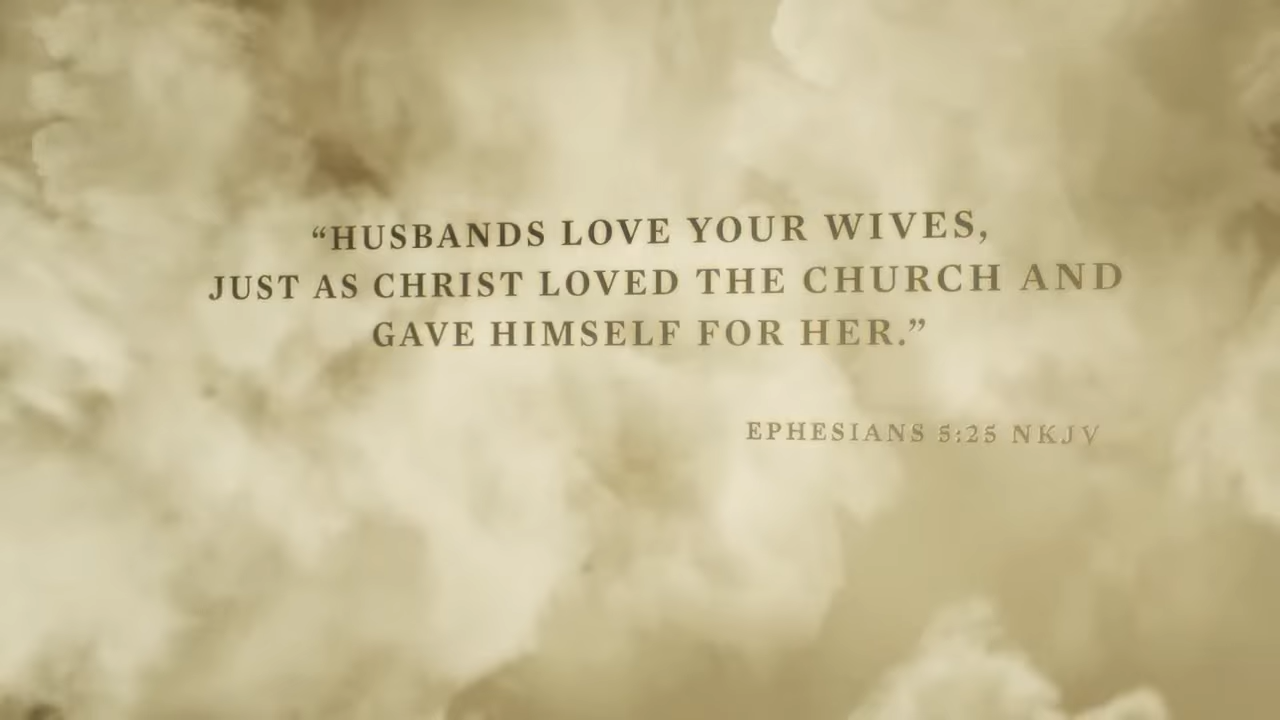 “HUSBANDS LOVE YOUR WIVES,
JUST AS CHRIST LOVED THE CHURCH AND
GAVE HIMSELF FOR HER.”
EPHESIANS 5:25 NKJV